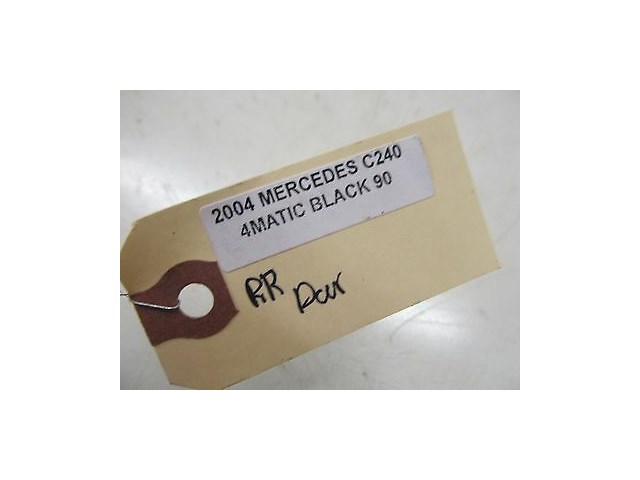 2004 MERCEDES C240
4MATIC BLACK 90
RR Door